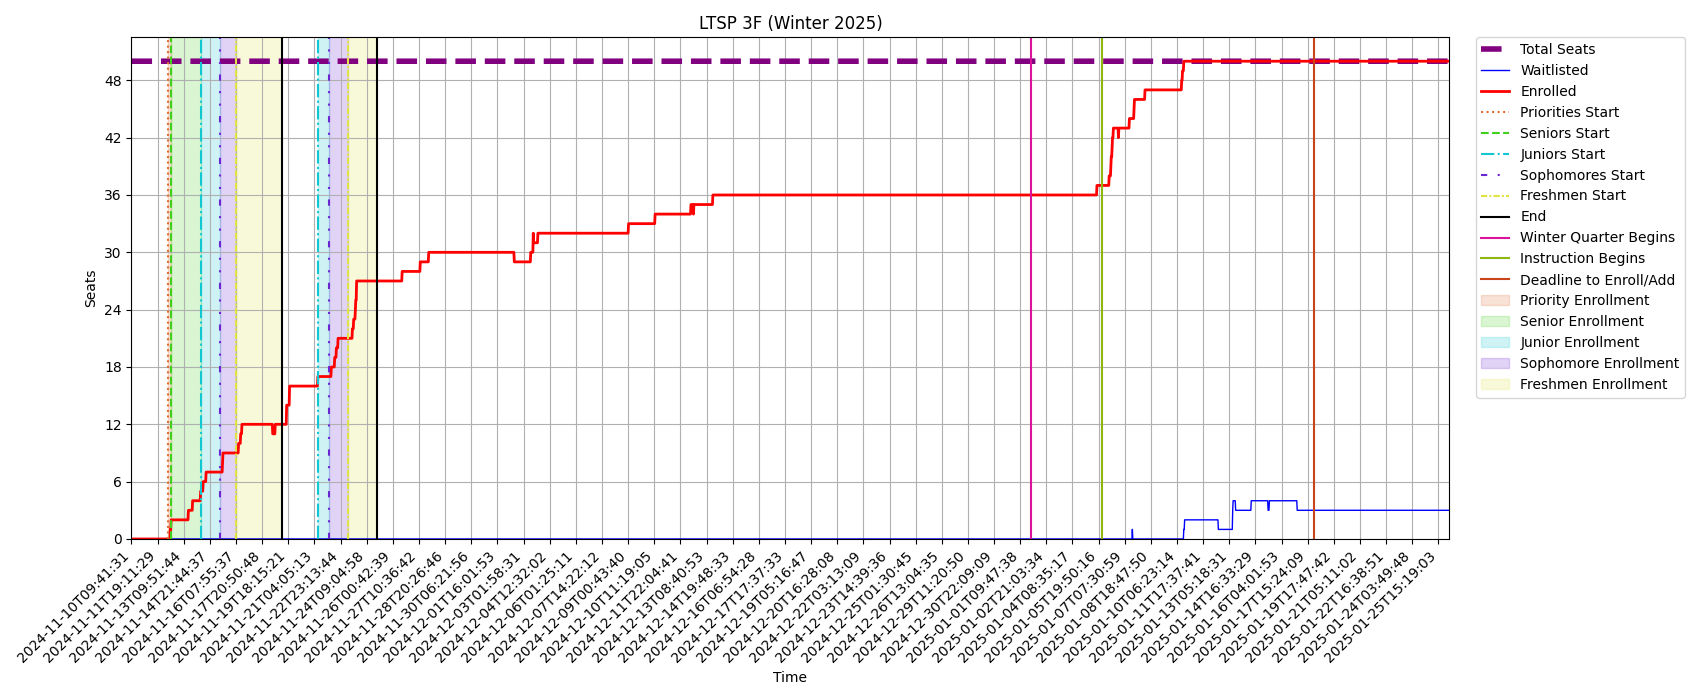 LTSP 3F (Winter 2025)
Seats
48
42
36
30
24
18
12
6
0
2024-11-10T09:41:31
2024-11-11T19:11:29
2024-11-13T09:51:44
2024-11-14T21:44:37
2024-11-16T07:55:37
2024-11-17T20:50:48
2024-11-19T18:15:21
2024-11-21T04:05:13
2024-11-22T23:13:44
2024-11-24T09:04:58
2024-11-26T00:42:39
2024-11-27T10:36:42
2024-11-28T20:26:46
2024-11-30T06:21:56
2024-12-01T16:01:53
2024-12-03T01:58:31
2024-12-04T12:32:02
2024-12-06T01:25:11
2024-12-07T14:22:12
2024-12-09T00:43:40
2024-12-10T11:19:05
2024-12-11T22:04:41
2024-12-13T08:40:53
2024-12-14T19:48:33
2024-12-16T06:54:28
2024-12-17T17:37:33
2024-12-19T05:16:47
2024-12-20T16:28:08
2024-12-22T03:13:09
2024-12-23T14:39:36
2024-12-25T01:30:45
2024-12-26T13:04:35
2024-12-29T11:20:50
2024-12-30T22:09:09
2025-01-01T09:47:38
2025-01-02T21:03:34
2025-01-04T08:35:17
2025-01-05T19:50:16
2025-01-07T07:30:59
2025-01-08T18:47:50
2025-01-10T06:23:14
2025-01-11T17:37:41
2025-01-13T05:18:31
2025-01-14T16:33:29
2025-01-16T04:01:53
2025-01-17T15:24:09
2025-01-19T17:47:42
2025-01-21T05:11:02
2025-01-22T16:38:51
2025-01-24T03:49:48
2025-01-25T15:19:03
Time
Total Seats
Waitlisted
Enrolled
Priorities Start
Seniors Start
Juniors Start
Sophomores Start
Freshmen Start
End
Winter Quarter Begins
Instruction Begins
Deadline to Enroll/Add
Priority Enrollment
Senior Enrollment
Junior Enrollment
Sophomore Enrollment
Freshmen Enrollment